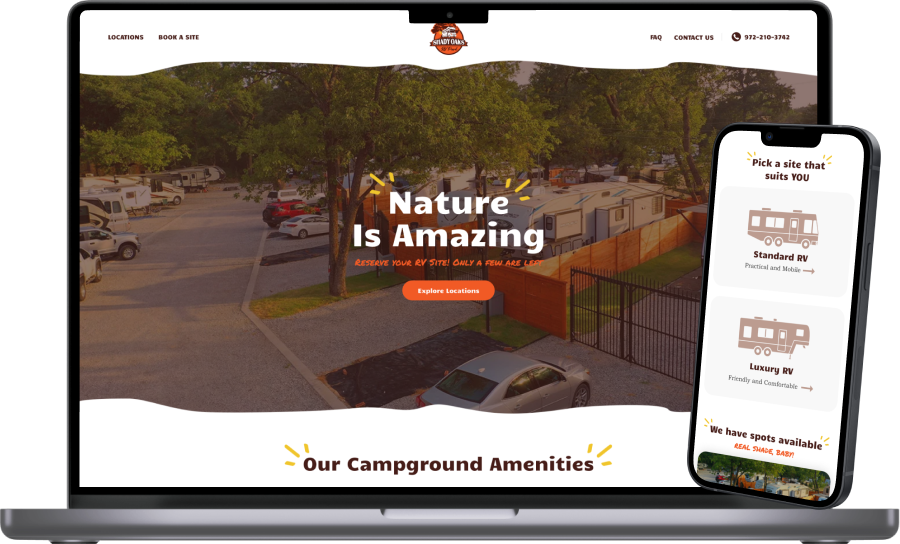 LOCATIONS
BOOK A SITE
SHADY OAKS
FAQ
CONTACT US
972-210-3742
Nature
Is Amazing
Reserve your RV Site! Only a few are left
Explore Locations
Our Campground Amenities
Pick a site that
suits YOU
Standard RV
Practical and Mobile
Luxury RV
Friendly and Comfortable
We have spots available
REAL SHADE, BABY!